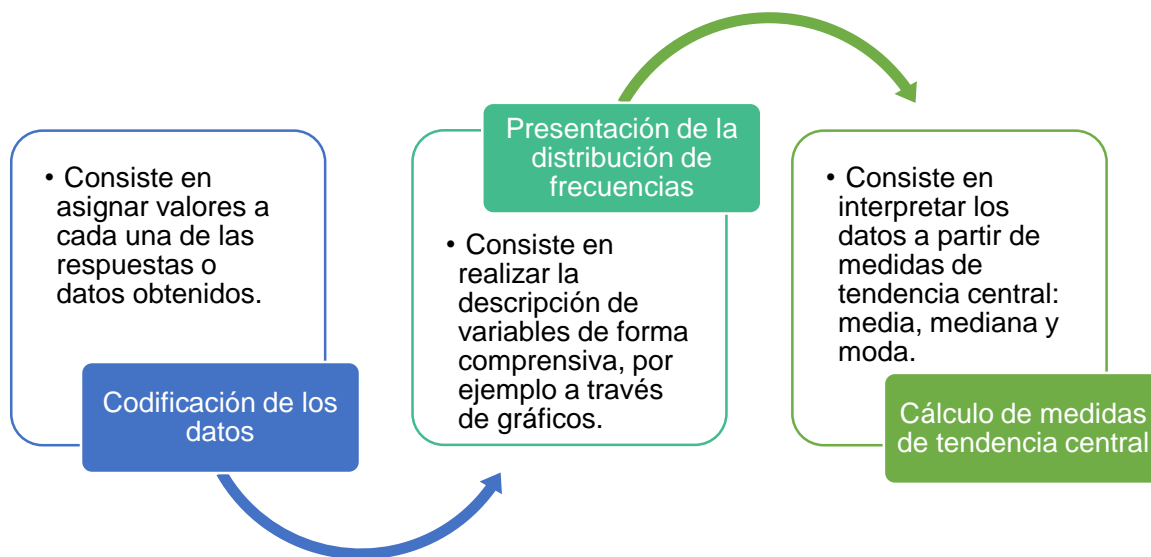 • Consiste en
asignar valores a
cada una de las
respuestas o
datos obtenidos.
Codificación de los
datos
Presentación de la
distribución de
frecuencias
• Consiste en
realizar la
descripción de
variables de forma
comprensiva, por
ejemplo a través
de gráficos.
• Consiste en
interpretar los
datos a partir de
medidas de
tendencia central:
media, mediana y
moda.
Cálculo de medidas
de tendencia central